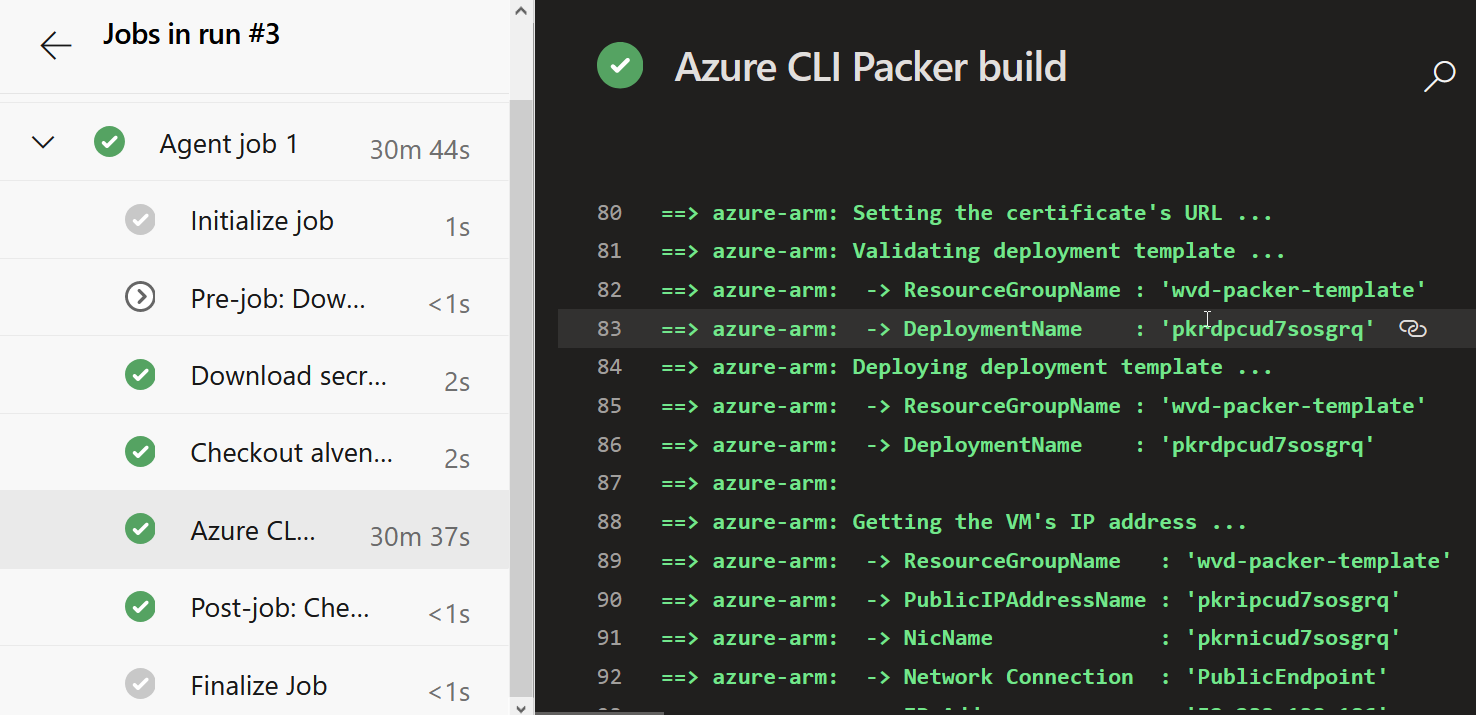 Jobs in run #3
Agent job 1 30m 44s
Initialize job 1s
Pre-job: Dow... <1s
Download secr... 2s
Checkout alven... 2s
Azure CL... 30m 37s
Post-job: Che... <1s
Finalize Job <1s
Azure CLI Packer build
80 ==> azure-arm: Setting the certificate's URL ...
81 ==> azure-arm: Validating deployment template ...
82 ==> azure-arm:  -> ResourceGroupName : 'wvd-packer-template'
83 ==> azure-arm:  -> DeploymentName    : 'pkrdpcud7sosgrq'
84 ==> azure-arm: Deploying deployment template ...
85 ==> azure-arm:  -> ResourceGroupName : 'wvd-packer-template'
86 ==> azure-arm:  -> DeploymentName    : 'pkrdpcud7sosgrq'
87 ==> azure-arm:
88 ==> azure-arm: Getting the VM's IP address ...
89 ==> azure-arm:  -> ResourceGroupName   : 'wvd-packer-template'
90 ==> azure-arm:  -> PublicIPAddressName : 'pkripcud7sosgrq'
91 ==> azure-arm:  -> NicName             : 'pkrnicud7sosgrq'
92 ==> azure-arm:  -> Network Connection  : 'PublicEndpoint'